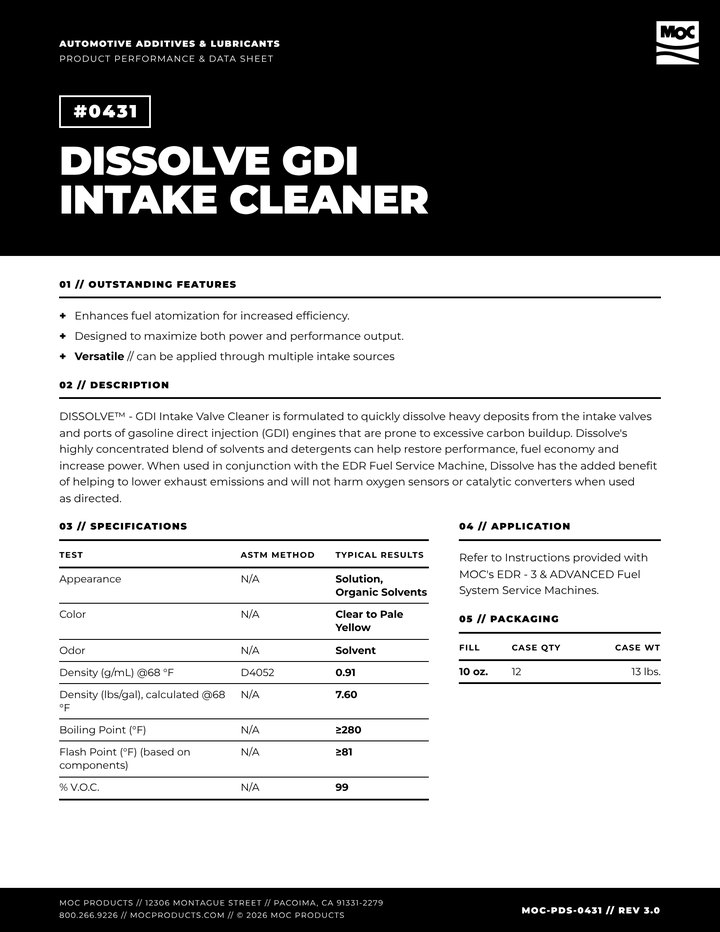 AUTOMOTIVE ADDITIVES & LUBRICANTS
PRODUCT PERFORMANCE & DATA SHEET
MOC
#0431
DISSOLVE GDI
INTAKE CLEANER
01 // OUTSTANDING FEATURES
+ Enhances fuel atomization for increased efficiency.
+ Designed to maximize both power and performance output.
+ Versatile // can be applied through multiple intake sources
02 // DESCRIPTION
DISSOLVE™ - GDI Intake Valve Cleaner is formulated to quickly dissolve heavy deposits from the intake valves
and ports of gasoline direct injection (GDI) engines that are prone to excessive carbon buildup. Dissolve's
highly concentrated blend of solvents and detergents can help restore performance, fuel economy and
increase power. When used in conjunction with the EDR Fuel Service Machine, Dissolve has the added benefit
of helping to lower exhaust emissions and will not harm oxygen sensors or catalytic converters when used
as directed.
03 // SPECIFICATIONS
TEST ASTM METHOD TYPICAL RESULTS
Appearance N/A Solution,
Organic Solvents
Color N/A Clear to Pale
Yellow
Odor N/A Solvent
Density (g/mL) @68 °F D4052 0.91
Density (lbs/gal), calculated @68 N/A 7.60
°F
Boiling Point (°F) N/A ≥280
Flash Point (°F) (based on N/A ≥81
components)
% V.O.C. N/A 99
04 // APPLICATION
Refer to Instructions provided with
MOC's EDR - 3 & ADVANCED Fuel
System Service Machines.
05 // PACKAGING
FILL CASE QTY CASE WT
10 oz. 12 13 lbs.
MOC PRODUCTS // 12306 MONTAGUE STREET // PACOIMA, CA 91331-2279
800.266.9226 // MOCPRODUCTS.COM // © 2026 MOC PRODUCTS
MOC-PDS-0431 // REV 3.0